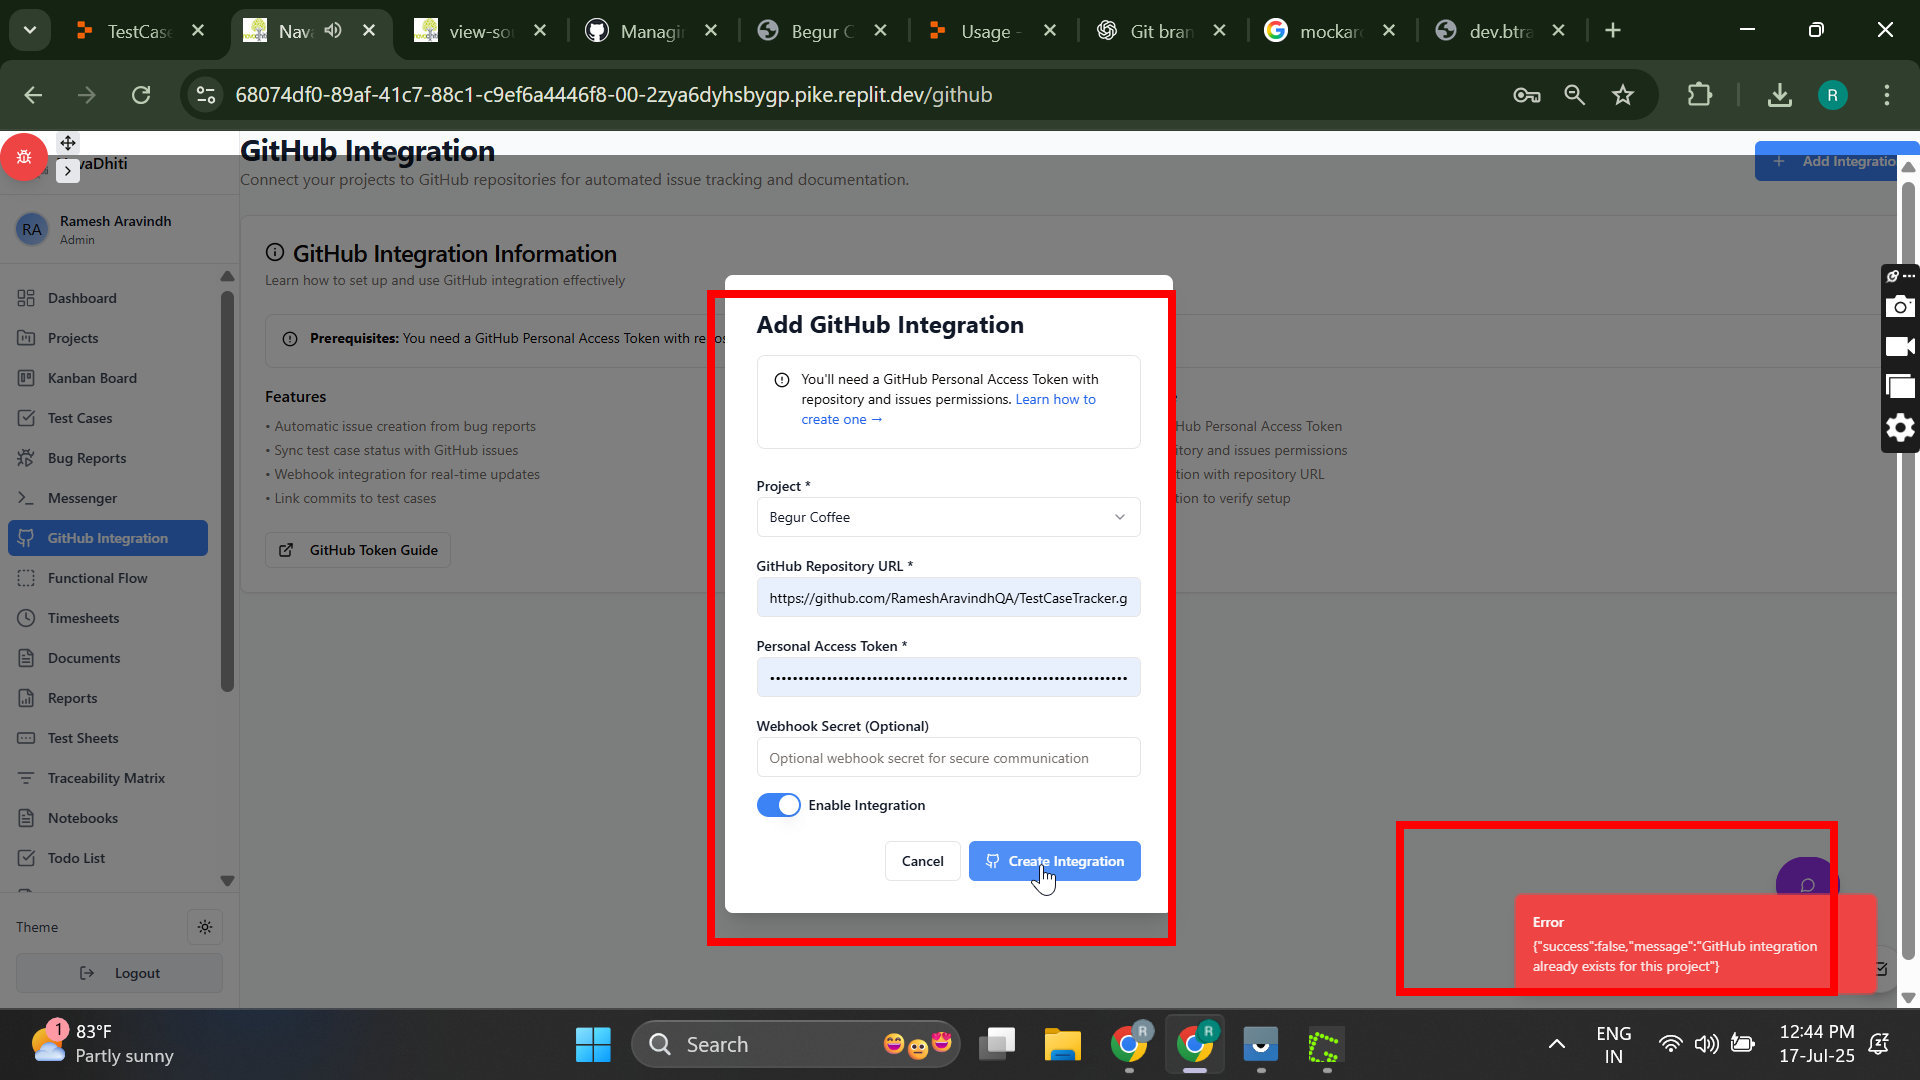 TestCase
Nav
view-so
Managin
Begur C
Usage -
Git bran
mockar
dev.btra
68074df0-89af-41c7-88c1-c9ef6a4446f8-00-2zya6dyhsbygp.pike.replit.dev/github
R
GitHub Integration
Connect your projects to GitHub repositories for automated issue tracking and documentation.
+ Add Integratio
vaDhiti
RA
Ramesh Aravindh
Admin
Dashboard
Projects
Kanban Board
Test Cases
Bug Reports
Messenger
GitHub Integration
Functional Flow
Timesheets
Documents
Reports
Test Sheets
Traceability Matrix
Notebooks
Todo List
Theme
Logout
GitHub Integration Information
Learn how to set up and use GitHub integration effectively
Prerequisites: You need a GitHub Personal Access Token with repos
Features
• Automatic issue creation from bug reports
• Sync test case status with GitHub issues
• Webhook integration for real-time updates
• Link commits to test cases
GitHub Token Guide
Hub Personal Access Token
itory and issues permissions
tion with repository URL
tion to verify setup
Add GitHub Integration
You'll need a GitHub Personal Access Token with
repository and issues permissions. Learn how to
create one →
Project *
Begur Coffee
GitHub Repository URL *
https://github.com/RameshAravindhQA/TestCaseTracker.g
Personal Access Token *
Webhook Secret (Optional)
Optional webhook secret for secure communication
Enable Integration
Cancel
Create Integration
Error
{"success":false,"message":"GitHub integration
already exists for this project"}
1
83°F
Partly sunny
Search
R
R
ENG
IN
12:44 PM
17-Jul-25